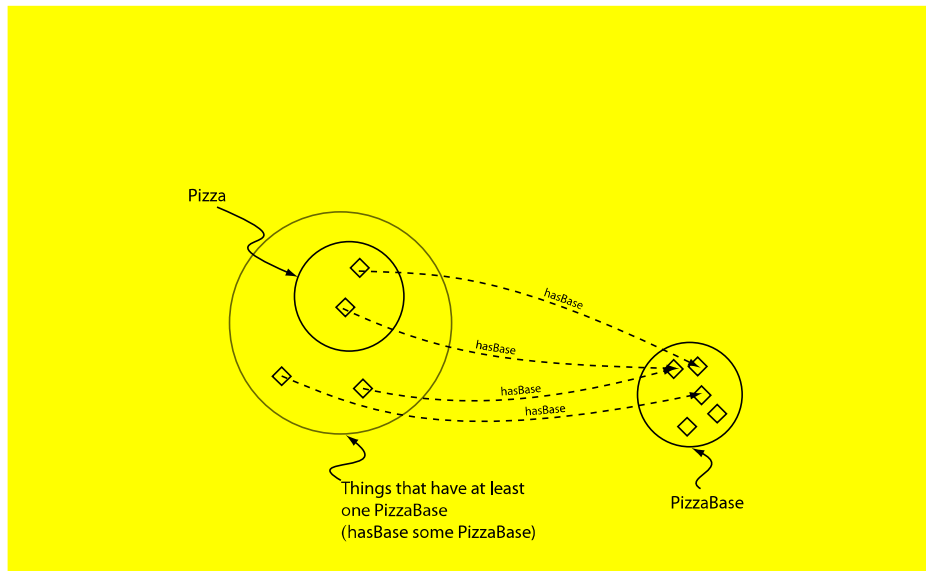 Pizza
hasBase
hasBase
hasBase
hasBase
Things that have at least
one PizzaBase
(hasBase some PizzaBase)
PizzaBase